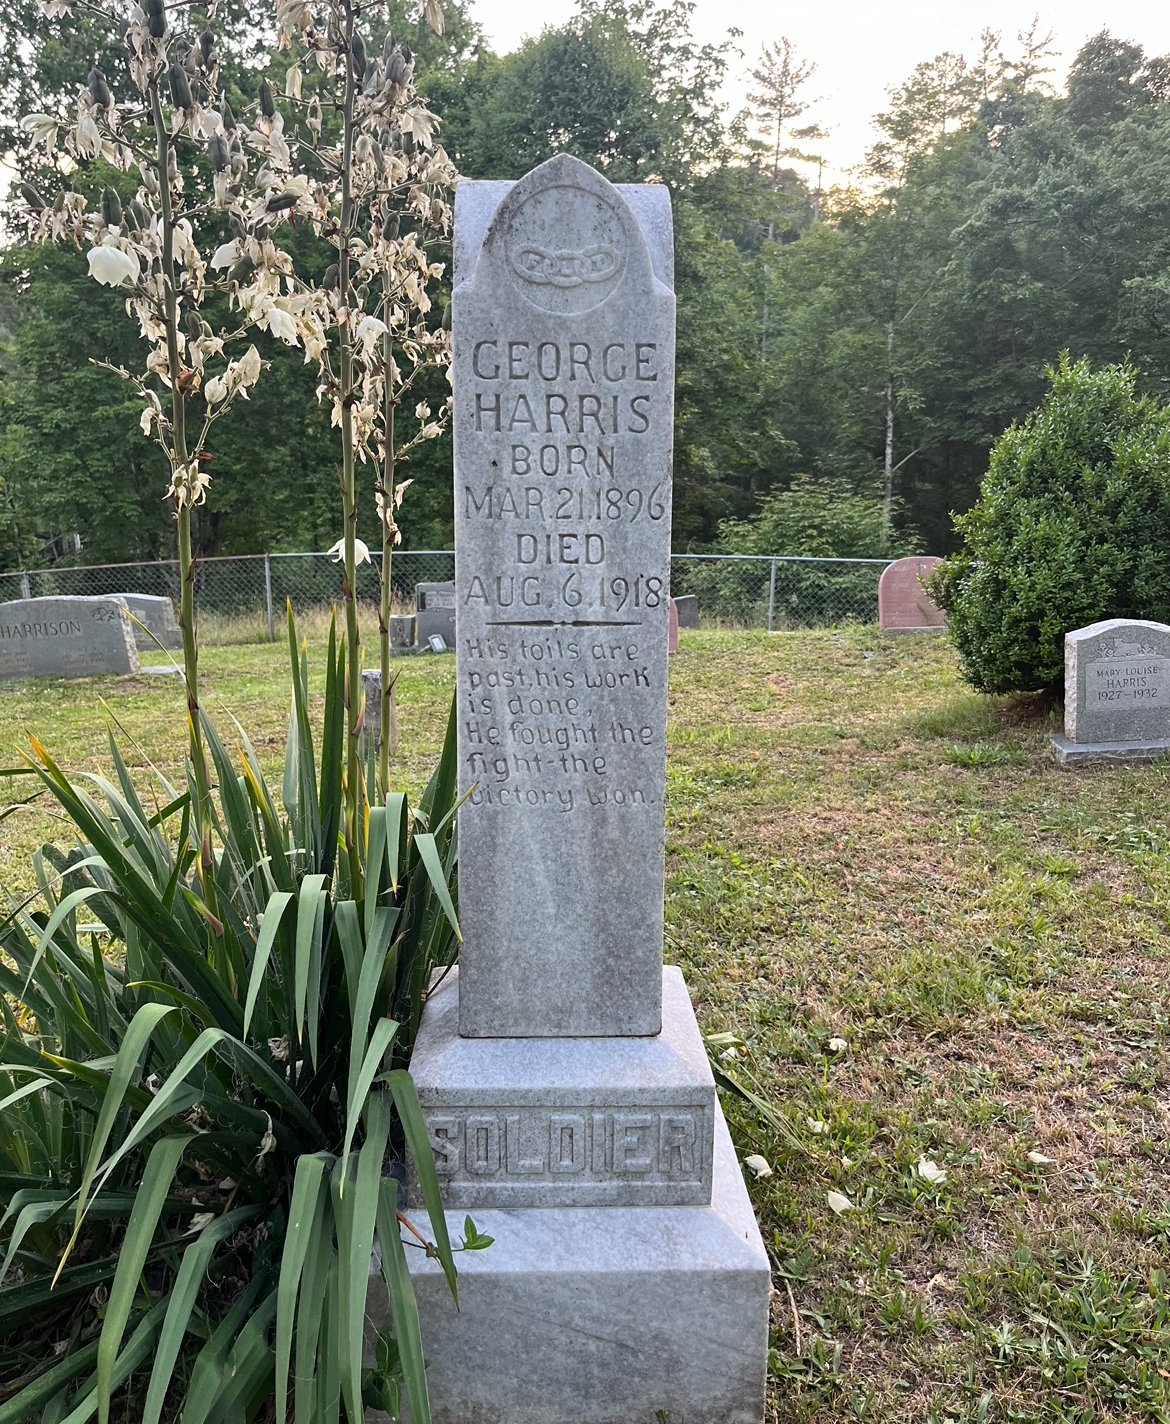 F L T
GEORGE
HARRIS
BORN
MAR.21.1896
DIED
AUG.6.1918
His toils are
past, his work
is done,
He fought the
fight-the
victory won.
SOLDIER
HARRISON
MARY LOUISE
HARRIS
1927-1932